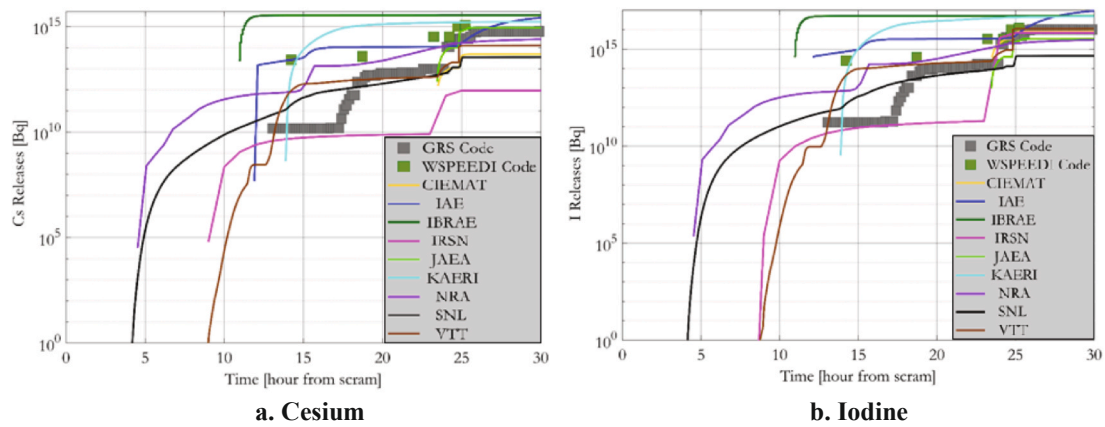 10^15
10^10
10^5
10^0
Cs Releases [Bq]
GRS Code
WSPEEDI Code
CIEMAT
IAE
IBRAE
IRSN
JAEA
KAERI
NRA
SNL
VTT
0 5 10 15 20 25 30
Time [hour from scram]
a. Cesium
10^15
10^10
10^5
10^0
I Releases [Bq]
GRS Code
WSPEEDI Code
CIEMAT
IAE
IBRAE
IRSN
JAEA
KAERI
NRA
SNL
VTT
0 5 10 15 20 25 30
Time [hour from scram]
b. Iodine